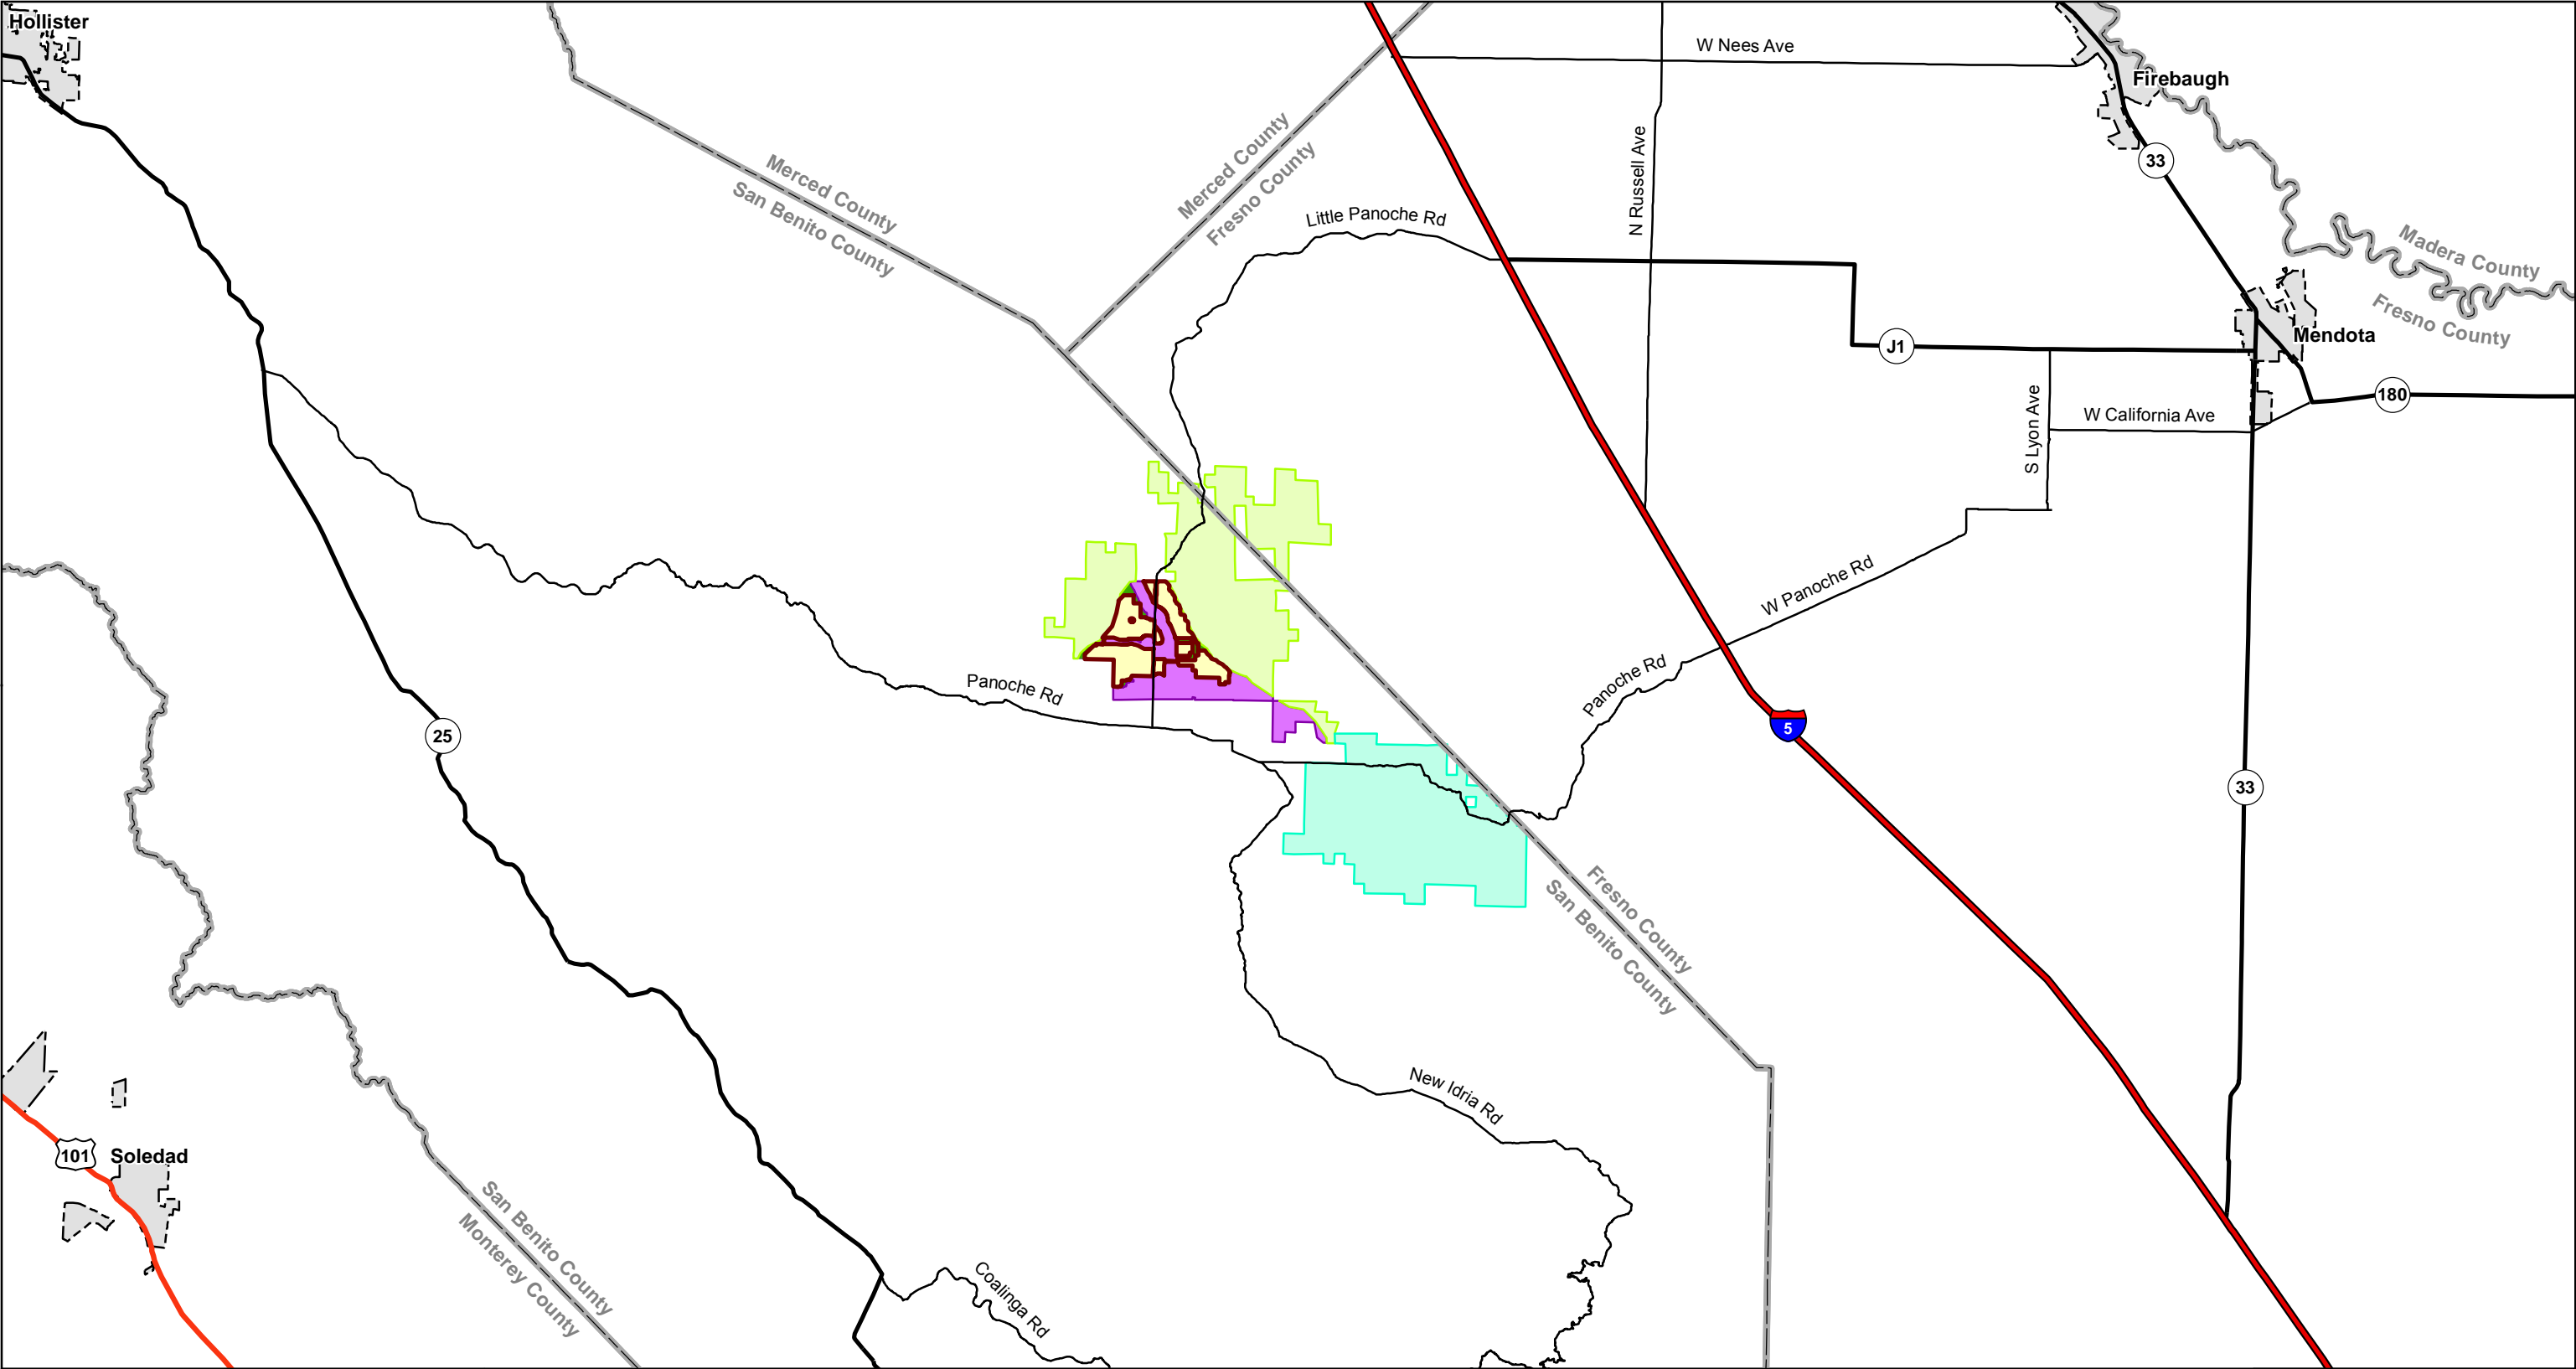 Hollister
W Nees Ave
Firebaugh
33
N Russell Ave
Merced County
San Benito County
Merced County
Fresno County
Little Panoche Rd
Madera County
Fresno County
Mendota
J1
180
W California Ave
S Lyon Ave
W Panoche Rd
Panoche Rd
Panoche Rd
5
25
33
Fresno County
San Benito County
New Idria Rd
101
Soledad
San Benito County
Monterey County
Coalinga Rd